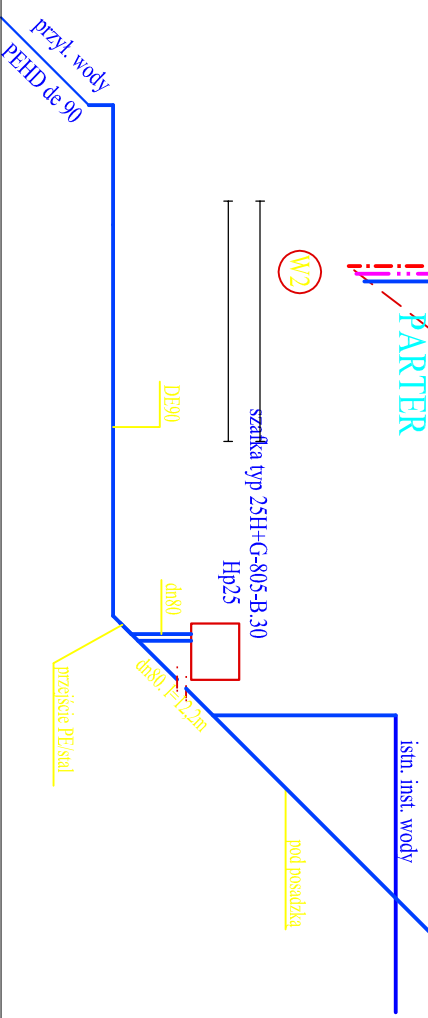 przył. wody
PEHD de 90
W2
PARTER
DE90
szafka typ 25H+G-805-B.30
Hp25
dn80
dn80. l=12,2m
przejście PE/stal
istn. inst. wody
pod posadzką